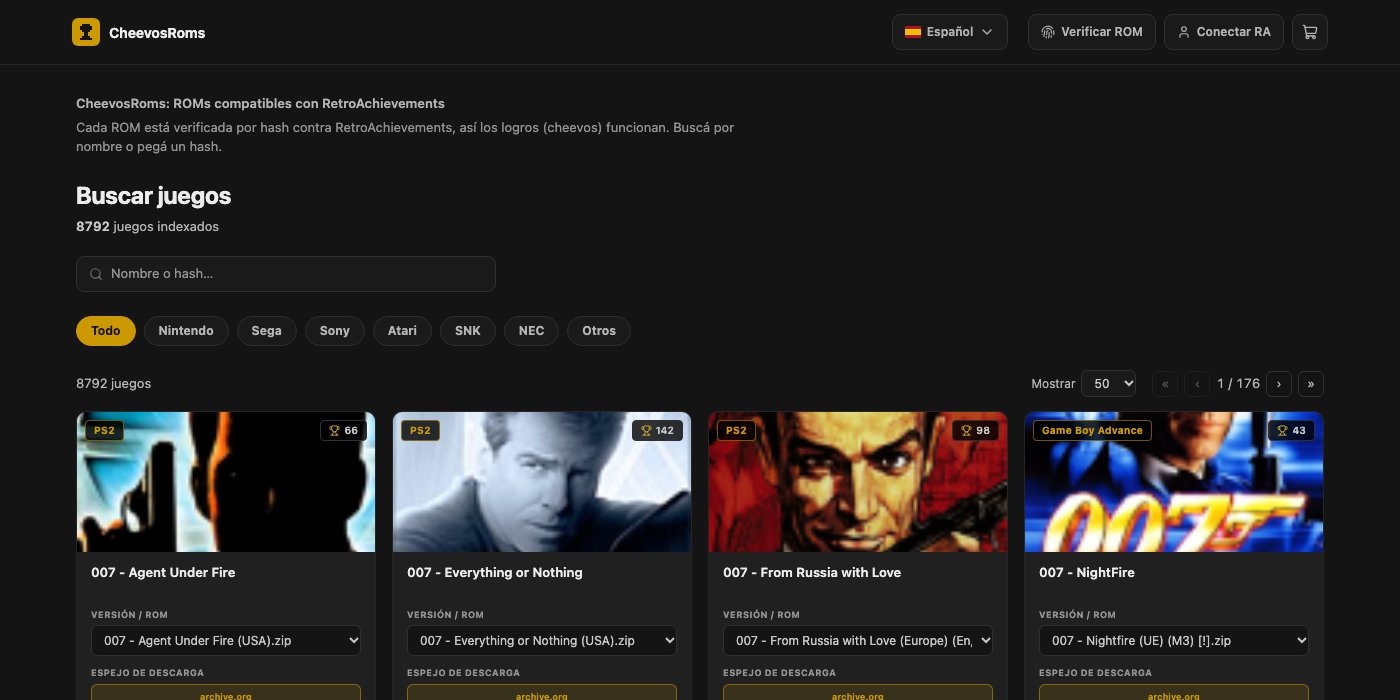 CheevosRoms
Español
Verificar ROM
Conectar RA
CheevosRoms: ROMs compatibles con RetroAchievements
Cada ROM está verificada por hash contra RetroAchievements, así los logros (cheevos) funcionan. Buscá por
nombre o pegá un hash.
Buscar juegos
8792 juegos indexados
Nombre o hash...
Todo Nintendo Sega Sony Atari SNK NEC Otros
8792 juegos
Mostrar 50 « ‹ 1 / 176 › »
PS2 66
PS2 142
PS2 98
Game Boy Advance 43
007
007 - Agent Under Fire
007 - Everything or Nothing
007 - From Russia with Love
007 - NightFire
VERSIÓN / ROM
VERSIÓN / ROM
VERSIÓN / ROM
VERSIÓN / ROM
007 - Agent Under Fire (USA).zip
007 - Everything or Nothing (USA).zip
007 - From Russia with Love (Europe) (En,
007 - Nightfire (UE) (M3) [!].zip
ESPEJO DE DESCARGA
ESPEJO DE DESCARGA
ESPEJO DE DESCARGA
ESPEJO DE DESCARGA
archive.org
archive.org
archive.org
archive.org